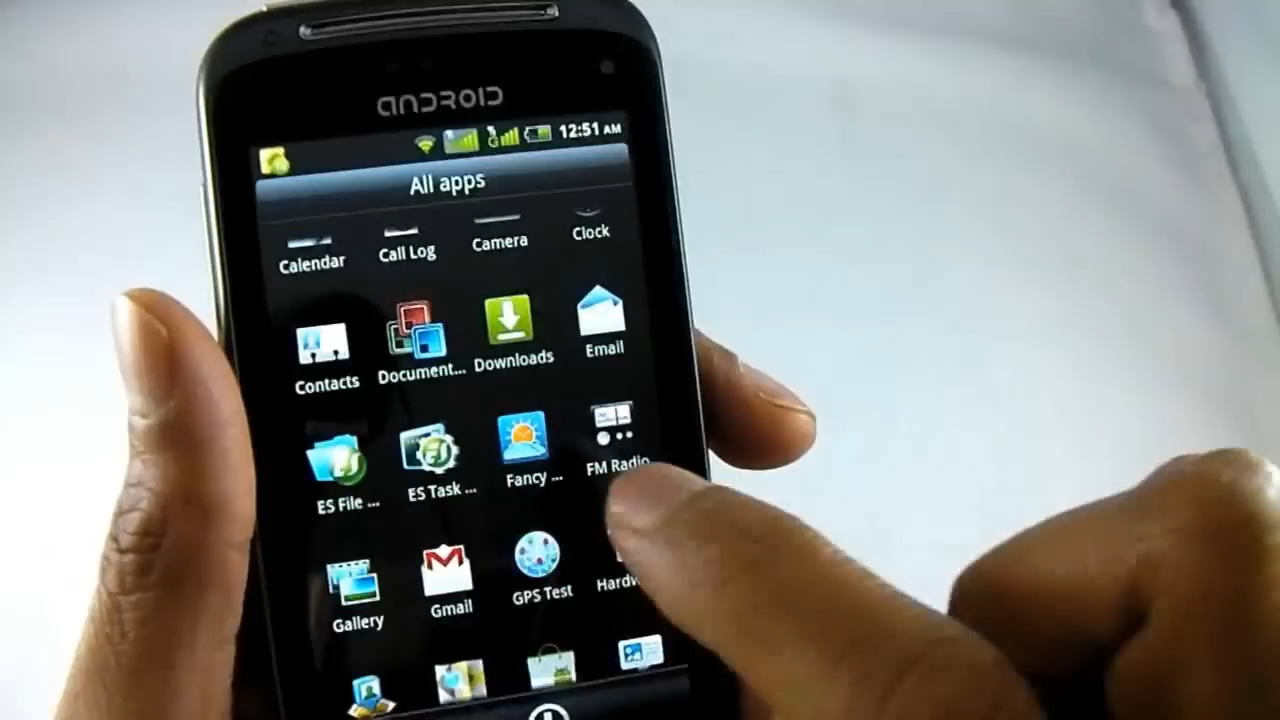 ANDROID
12:51 AM
All apps
Calendar Call Log Camera Clock
Contacts Document... Downloads Email
ES File ... ES Task ... Fancy ... FM Radio
Gallery Gmail GPS Test Hardw